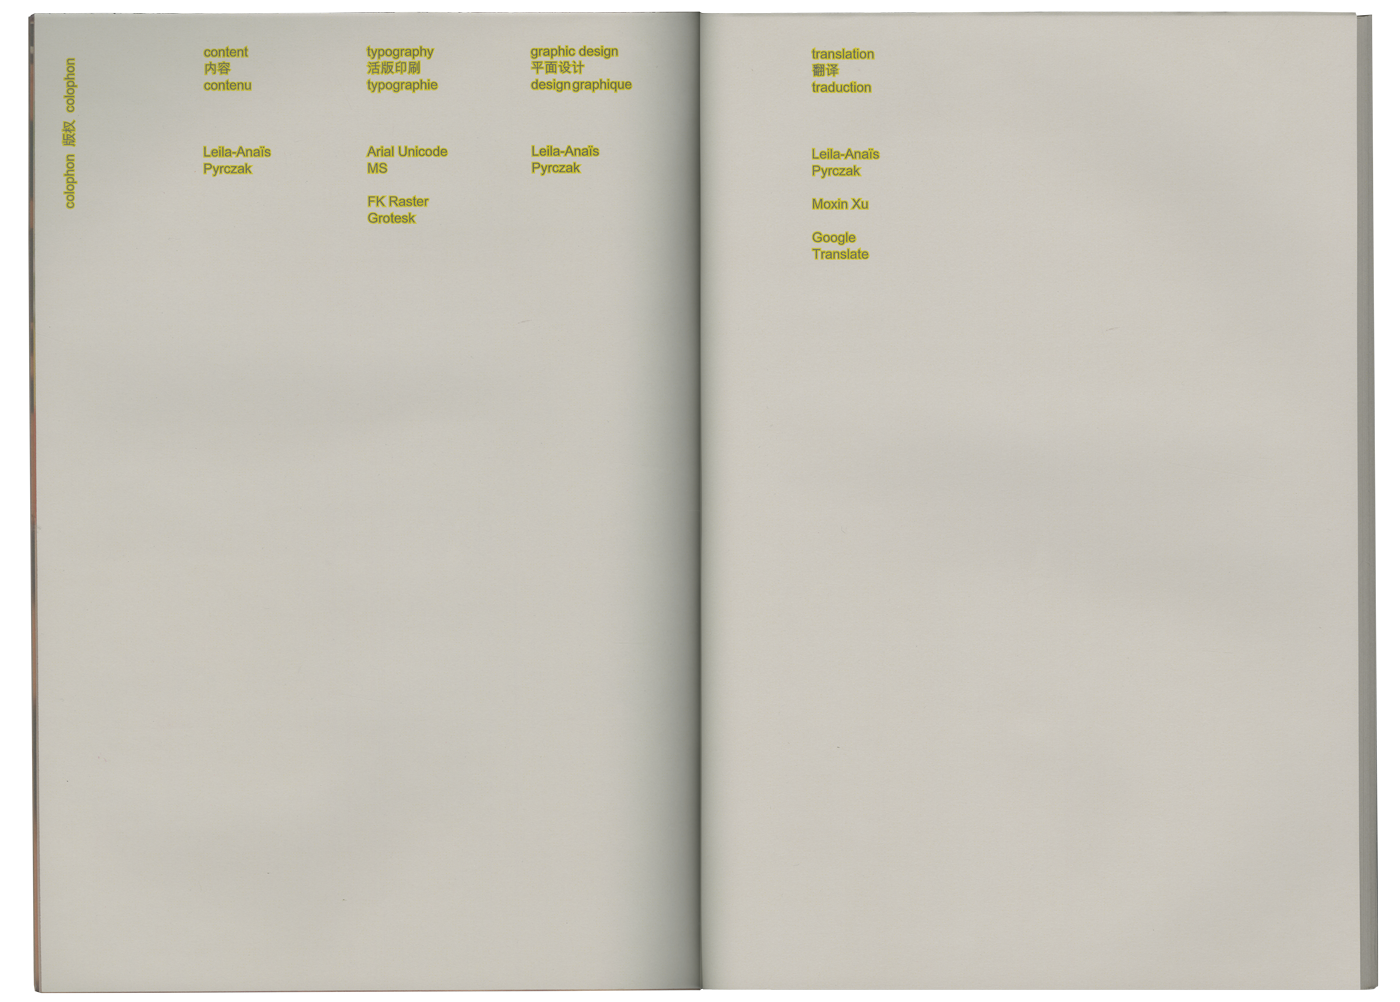 colophon 版权 colophon
content
内容
contenu
Leila-Anaïs
Pyrczak
typography
活版印刷
typographie
Arial Unicode
MS
FK Raster
Grotesk
graphic design
平面设计
design graphique
Leila-Anaïs
Pyrczak
translation
翻译
traduction
Leila-Anaïs
Pyrczak
Moxin Xu
Google
Translate